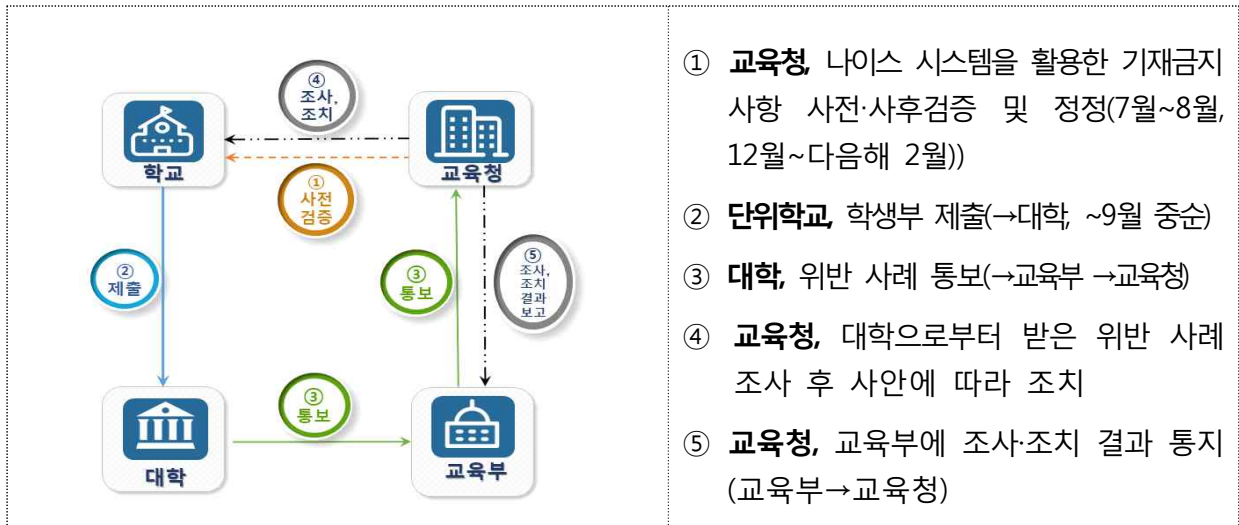 ④
조사,
조치
학교
교육청
①
사전
검증
②
제출
③
통보
⑤
조사,
조치
결과
보고
③
통보
대학
교육부
① 교육청, 나이스 시스템을 활용한 기재금지
사항 사전·사후검증 및 정정(7월~8월,
12월~다음해 2월))
② 단위학교, 학생부 제출(→대학, ~9월 중순)
③ 대학, 위반 사례 통보(→교육부 →교육청)
④ 교육청, 대학으로부터 받은 위반 사례
조사 후 사안에 따라 조치
⑤ 교육청, 교육부에 조사·조치 결과 통지
(교육부→교육청)